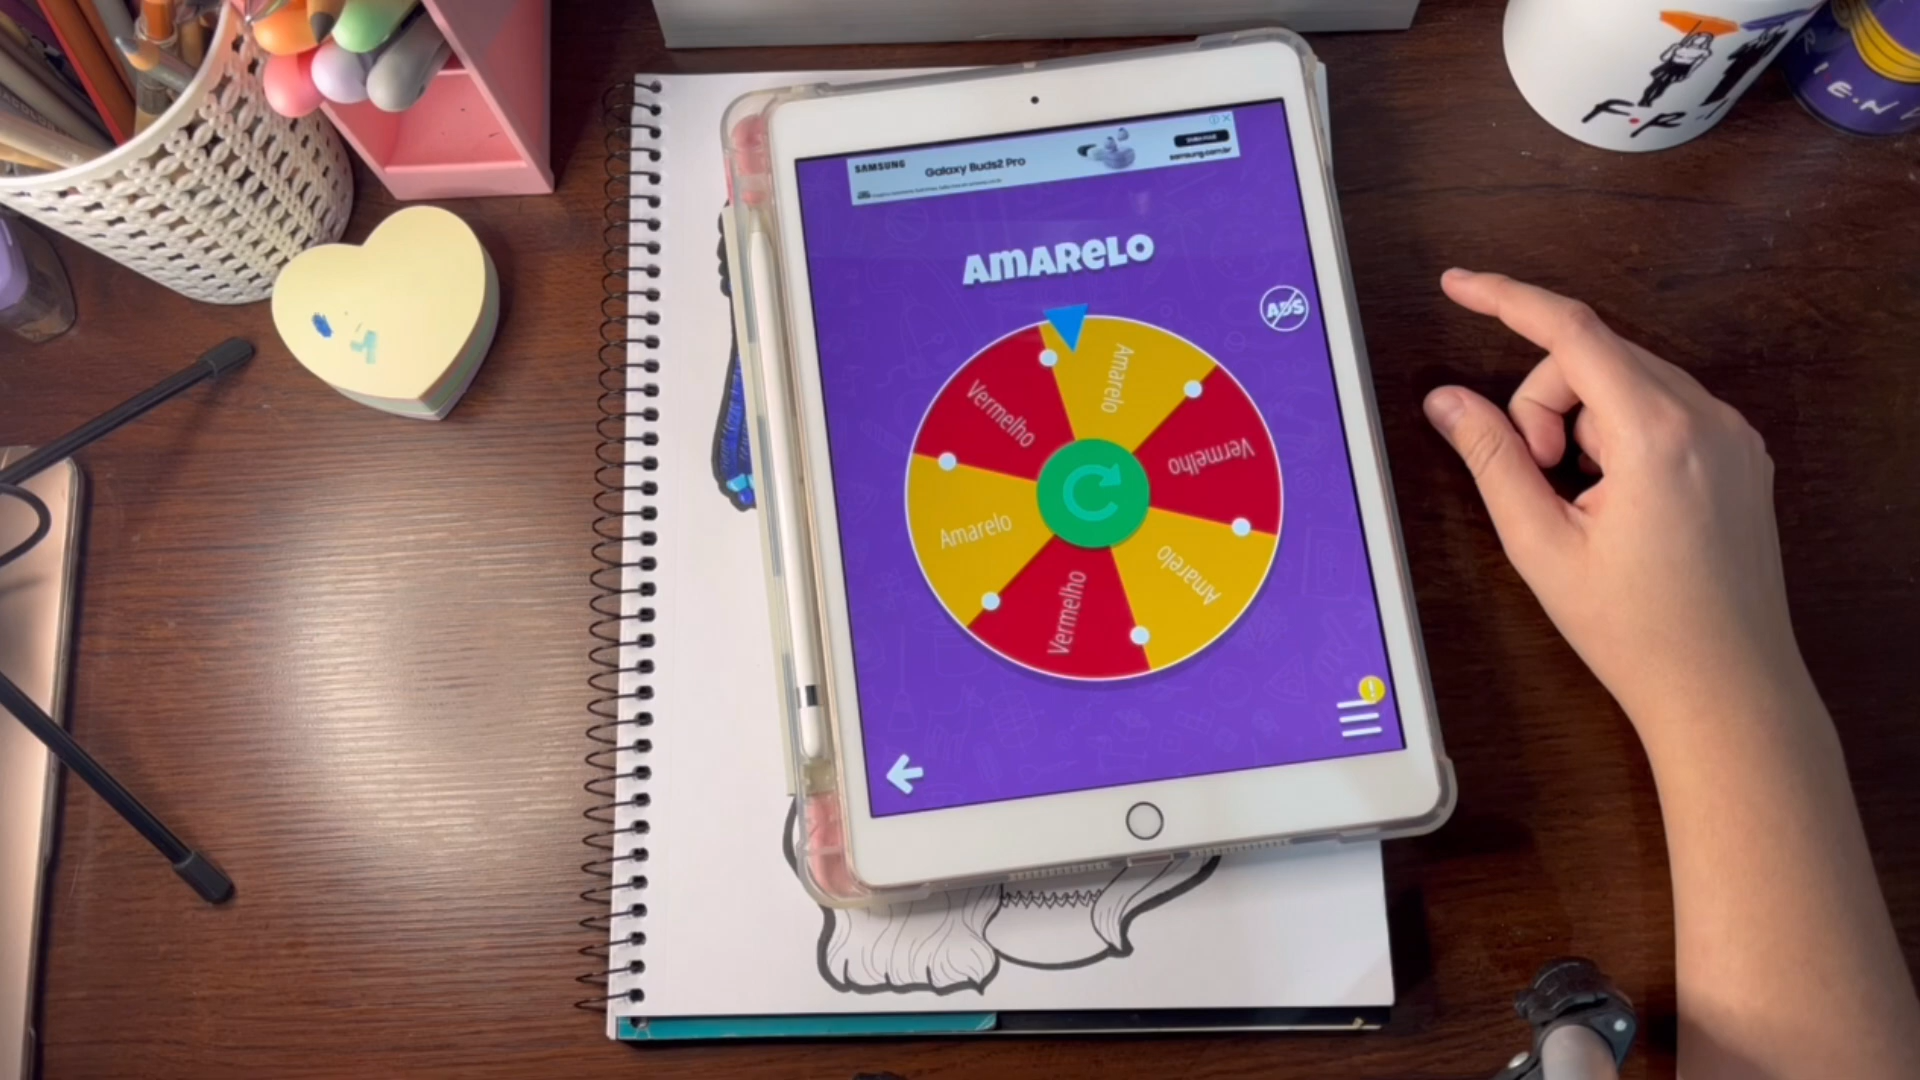 SAMSUNG
Galaxy Buds2 Pro
samsung.com/br
AMARELO
ADS
Amarelo
Vermelho
Vermelho
Amarelo
Amarelo
Vermelho
!
F.R
I.E.N